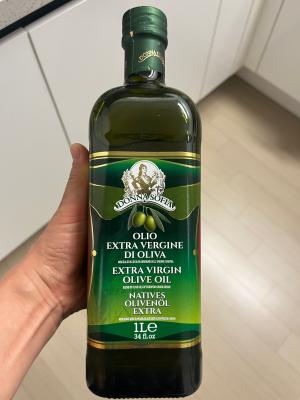 DONNA SOFIA
OLIO
EXTRA VERGINE
DI OLIVA
EXTRA VIRGIN
OLIVE OIL
NATIVES
OLIVENÖL
EXTRA
1L e
34 fl.oz